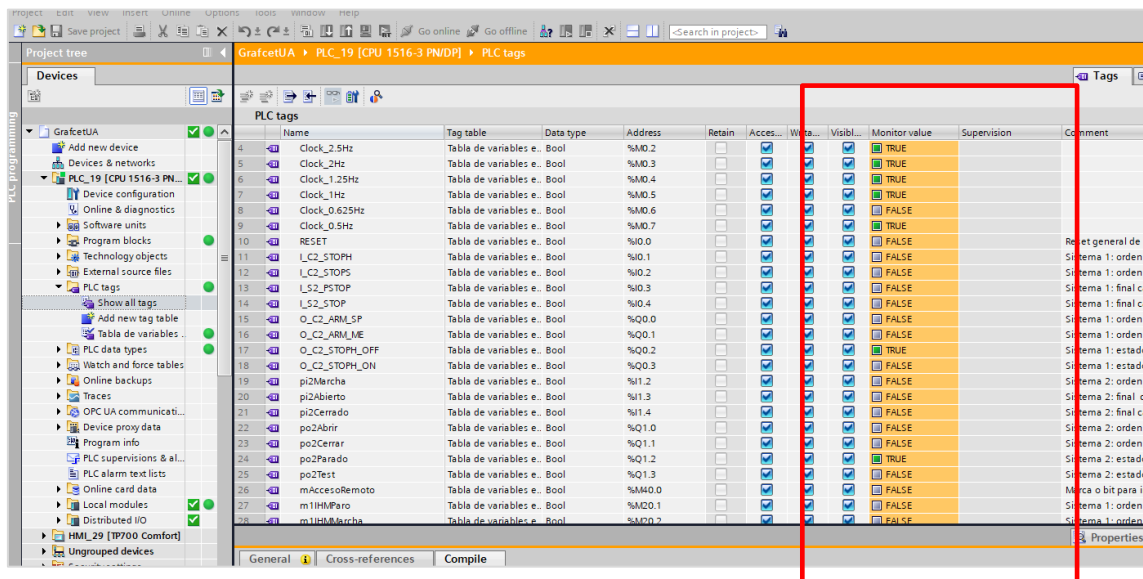 Project Edit View Insert Online Options Tools Window Help
Save project Go online Go offline <Search in project>
Project tree
GrafcetUA PLC_19 [CPU 1516-3 PN/DP] PLC tags
Devices
Tags
PLC programming
PLC tags
Name Tag table Data type Address Retain Acces... Writa... Visibl... Monitor value Supervision Comment
4 Clock_2.5Hz Tabla de variables e.. Bool %M0.2 TRUE
5 Clock_2Hz Tabla de variables e.. Bool %M0.3 TRUE
6 Clock_1.25Hz Tabla de variables e.. Bool %M0.4 TRUE
7 Clock_1Hz Tabla de variables e.. Bool %M0.5 TRUE
8 Clock_0.625Hz Tabla de variables e.. Bool %M0.6 FALSE
9 Clock_0.5Hz Tabla de variables e.. Bool %M0.7 TRUE
10 RESET Tabla de variables e.. Bool %I0.0 FALSE Reset general de
11 I_C2_STOPH Tabla de variables e.. Bool %I0.1 FALSE Sistema 1: orden
12 I_C2_STOPS Tabla de variables e.. Bool %I0.2 FALSE Sistema 1: orden
13 I_S2_PSTOP Tabla de variables e.. Bool %I0.3 FALSE Sistema 1: final c
14 I_S2_STOP Tabla de variables e.. Bool %I0.4 FALSE Sistema 1: final c
15 O_C2_ARM_SP Tabla de variables e.. Bool %Q0.0 FALSE Sistema 1: orden
16 O_C2_ARM_ME Tabla de variables e.. Bool %Q0.1 FALSE Sistema 1: orden
17 O_C2_STOPH_OFF Tabla de variables e.. Bool %Q0.2 TRUE Sistema 1: estad
18 O_C2_STOPH_ON Tabla de variables e.. Bool %Q0.3 FALSE Sistema 1: estad
19 pi2Marcha Tabla de variables e.. Bool %I1.2 FALSE Sistema 2: orden
20 pi2Abierto Tabla de variables e.. Bool %I1.3 FALSE Sistema 2: final c
21 pi2Cerrado Tabla de variables e.. Bool %I1.4 FALSE Sistema 2: final c
22 po2Abrir Tabla de variables e.. Bool %Q1.0 FALSE Sistema 2: orden
23 po2Cerrar Tabla de variables e.. Bool %Q1.1 FALSE Sistema 2: orden
24 po2Parado Tabla de variables e.. Bool %Q1.2 TRUE Sistema 2: estad
25 po2Test Tabla de variables e.. Bool %Q1.3 FALSE Sistema 2: estad
26 mAccesoRemoto Tabla de variables e.. Bool %M40.0 FALSE Marca o bit para i
27 m1IHMParo Tabla de variables e.. Bool %M20.1 FALSE Sistema 1: orden
28 m1IHMMarcha Tabla de variables e.. Bool %M20.2 FALSE Sistema 1: orden
GrafcetUA
Add new device
Devices & networks
PLC_19 [CPU 1516-3 PN...
Device configuration
Online & diagnostics
Software units
Program blocks
Technology objects
External source files
PLC tags
Show all tags
Add new tag table
Tabla de variables ..
PLC data types
Watch and force tables
Online backups
Traces
OPC UA communicati...
Device proxy data
Program info
PLC supervisions & al...
PLC alarm text lists
Online card data
Local modules
Distributed I/O
HMI_29 [TP700 Comfort]
Ungrouped devices
Properties
General Cross-references Compile